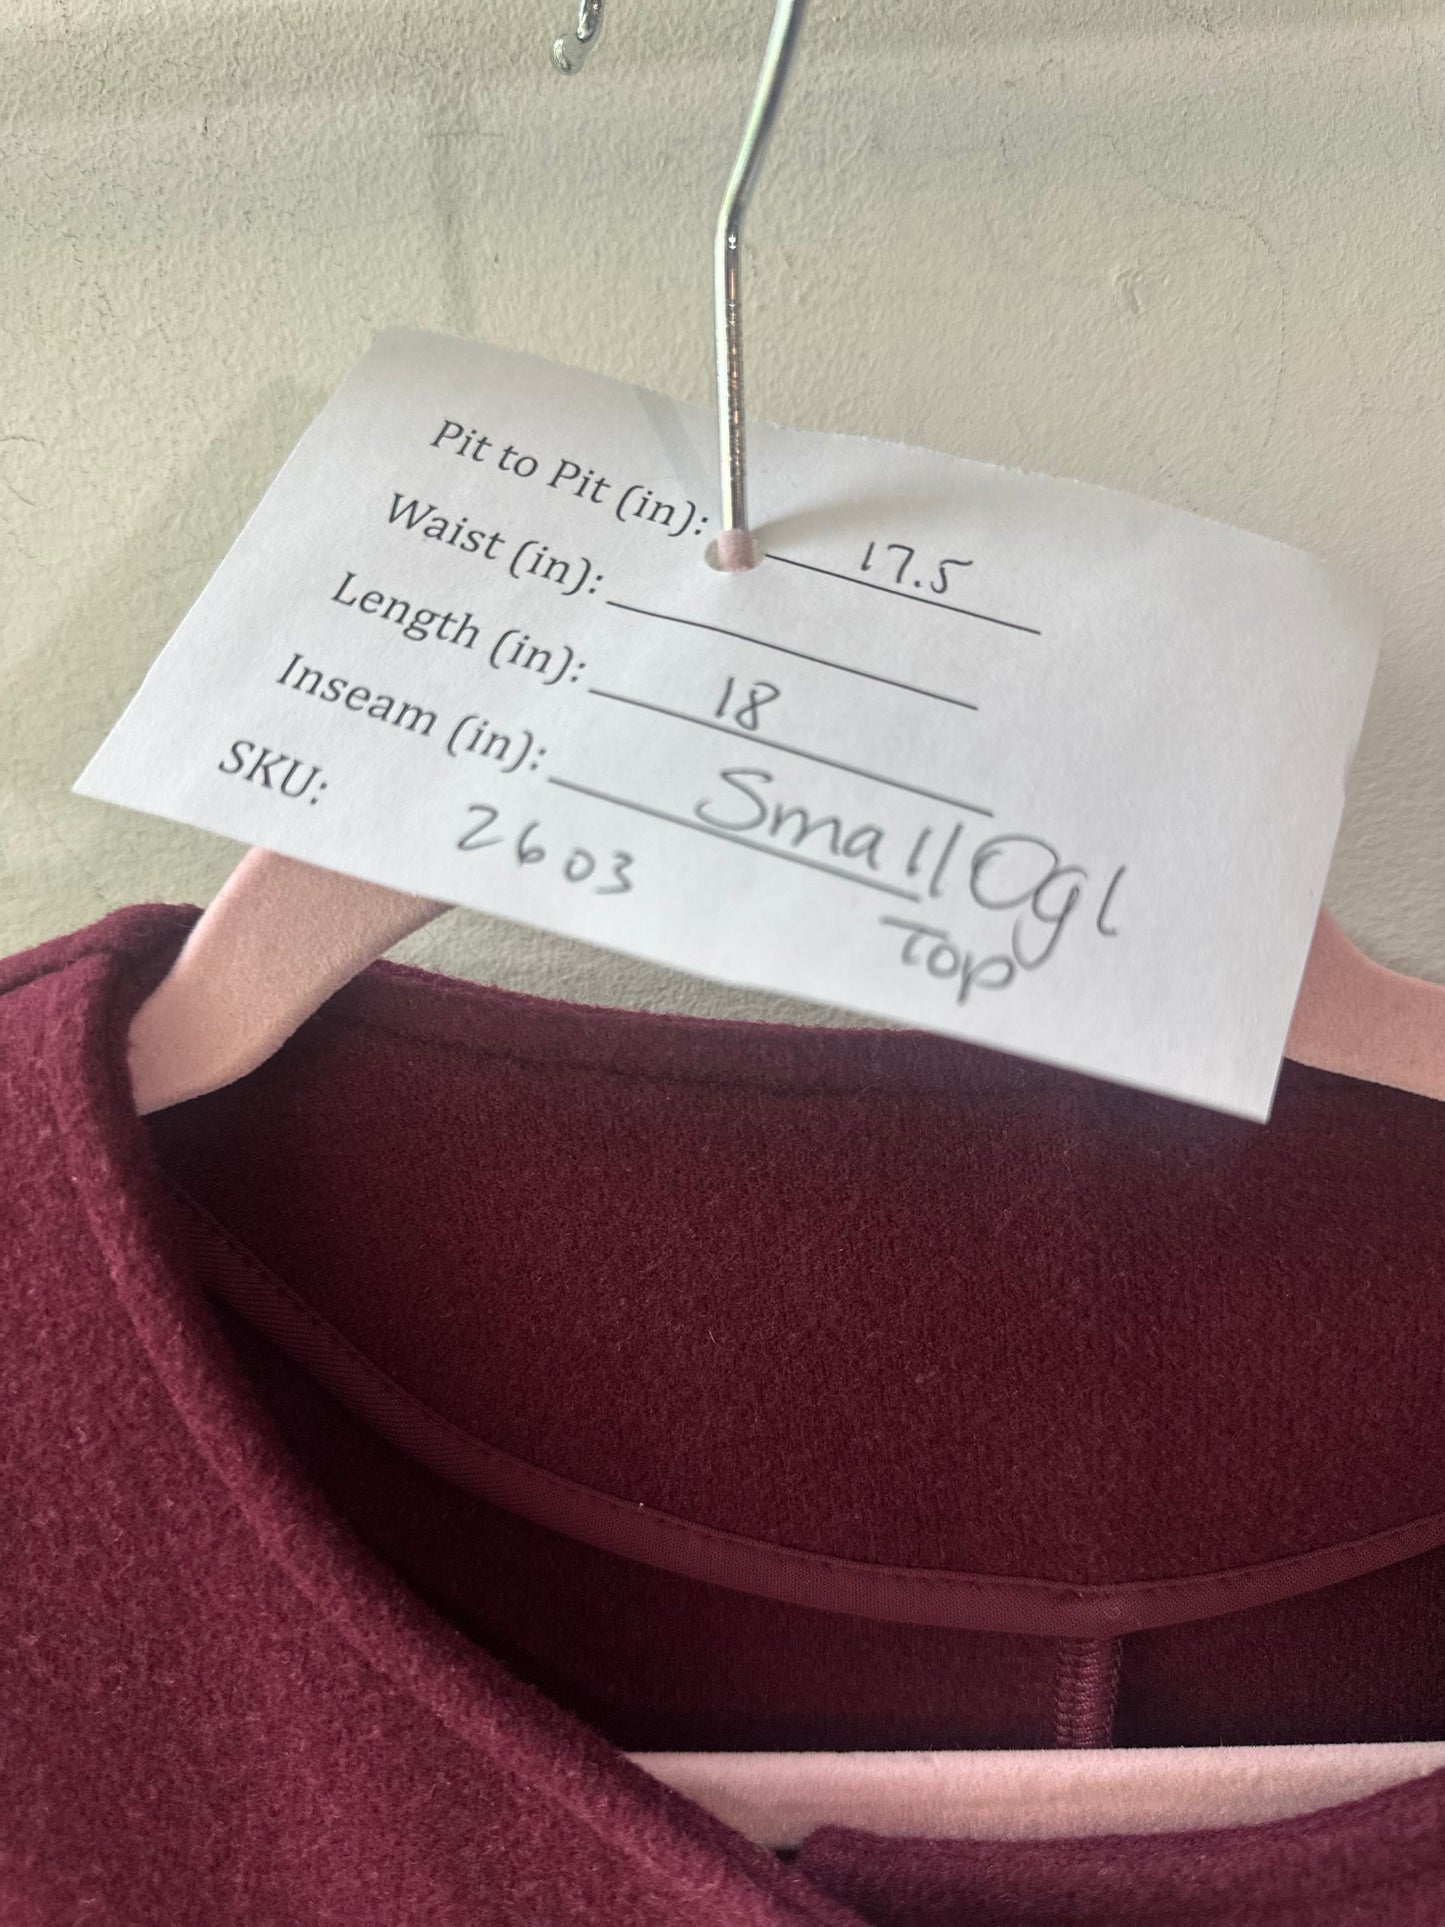 Pit to Pit (in): 17.5
Waist (in):
Length (in): 18
Inseam (in): Small Ogl
Top
SKU: 2603